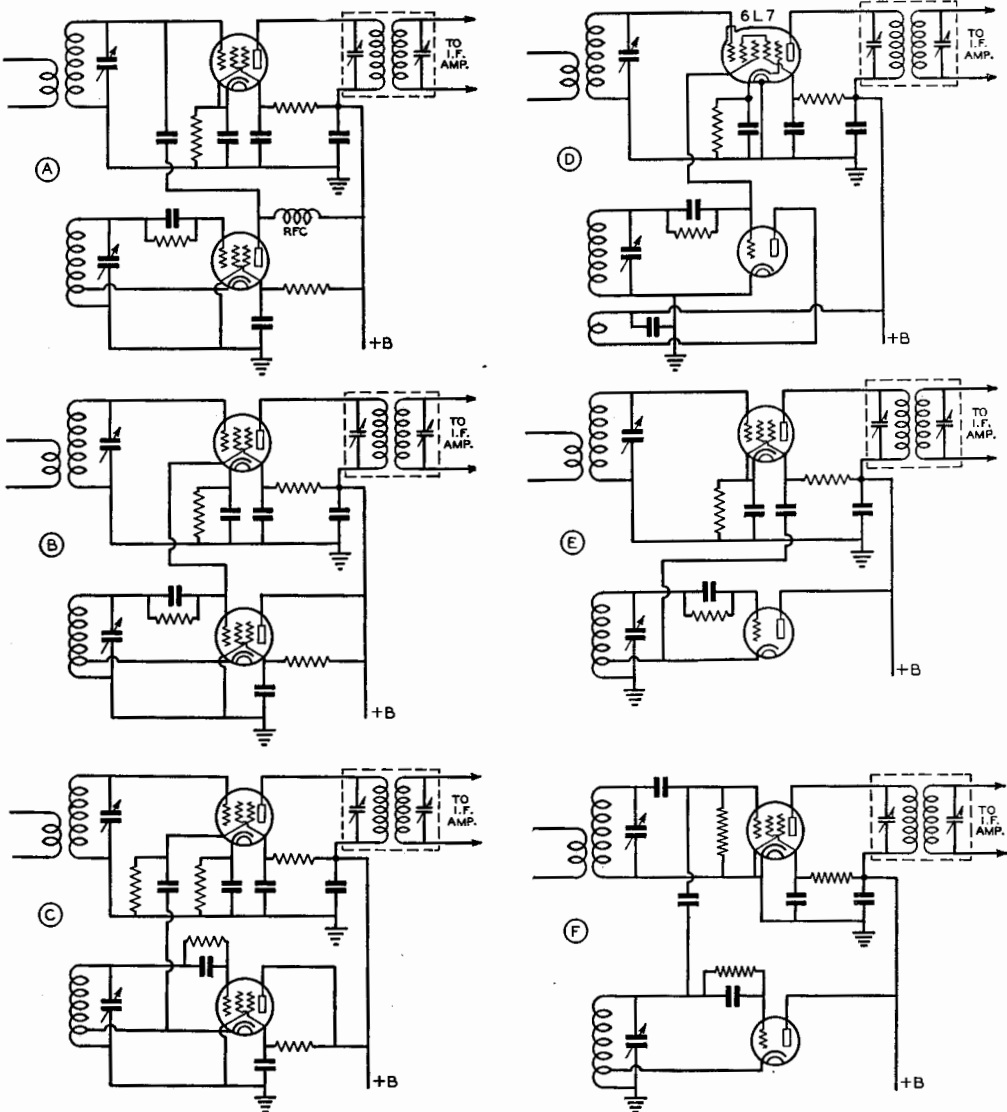 TO
I.F.
AMP.
A
RFC
+B
6L7
TO
I.F.
AMP.
D
+B
TO
I.F.
AMP.
B
+B
TO
I.F.
AMP.
E
+B
TO
I.F.
AMP.
C
+B
TO
I.F.
AMP.
F
+B